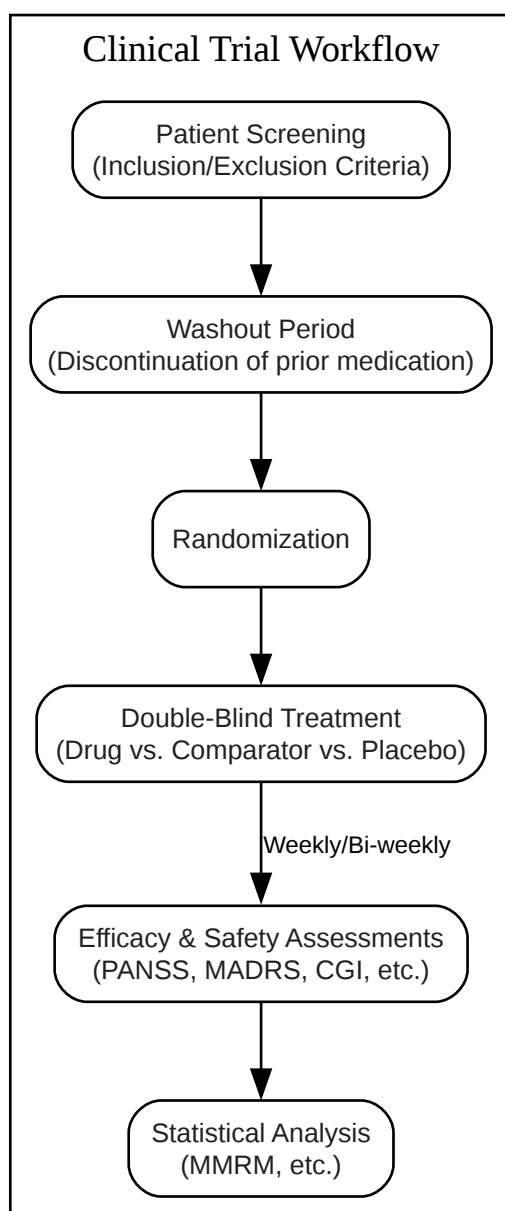 Clinical Trial Workflow
Patient Screening
(Inclusion/Exclusion Criteria)
Washout Period
(Discontinuation of prior medication)
Randomization
Double-Blind Treatment
(Drug vs. Comparator vs. Placebo)
Weekly/Bi-weekly
Efficacy & Safety Assessments
(PANSS, MADRS, CGI, etc.)
Statistical Analysis
(MMRM, etc.)